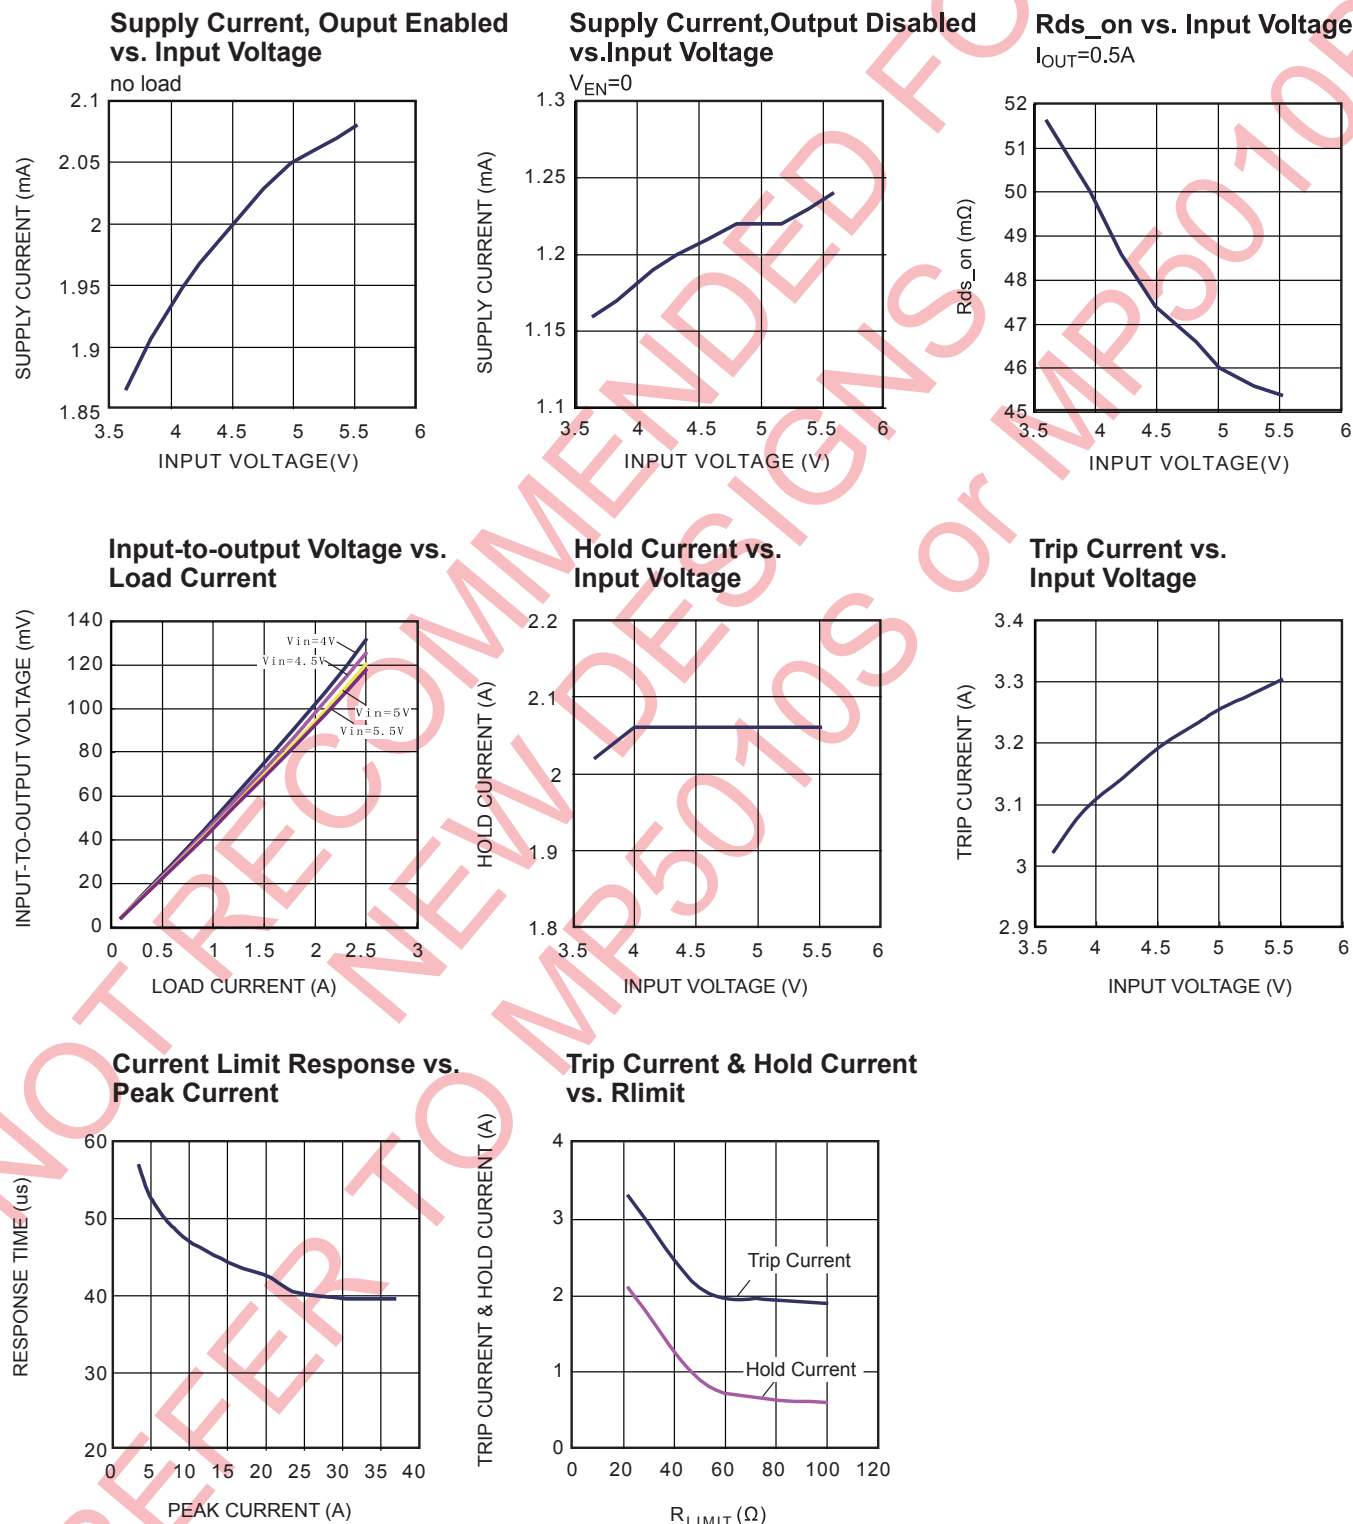 Supply Current, Ouput Enabled
vs. Input Voltage
no load
2.1
2.05
2
1.95
1.9
1.85
SUPPLY CURRENT (mA)
3.5 4 4.5 5 5.5 6
INPUT VOLTAGE(V)
Supply Current,Output Disabled
vs.Input Voltage
VEN=0
1.3
1.25
1.2
1.15
1.1
SUPPLY CURRENT (mA)
3.5 4 4.5 5 5.5 6
INPUT VOLTAGE (V)
Rds_on vs. Input Voltage
IOUT=0.5A
52
51
50
49
48
47
46
45
Rds_on (mΩ)
3.5 4 4.5 5 5.5 6
INPUT VOLTAGE(V)
Input-to-output Voltage vs.
Load Current
140
120
100
80
60
40
20
0
INPUT-TO-OUTPUT VOLTAGE (mV)
Vin=4V
Vin=4.5V
Vin=5V
Vin=5.5V
0 0.5 1 1.5 2 2.5 3
LOAD CURRENT (A)
Hold Current vs.
Input Voltage
2.2
2.1
2
1.9
1.8
HOLD CURRENT (A)
3.5 4 4.5 5 5.5 6
INPUT VOLTAGE (V)
Trip Current vs.
Input Voltage
3.4
3.3
3.2
3.1
3
2.9
TRIP CURRENT (A)
3.5 4 4.5 5 5.5 6
INPUT VOLTAGE (V)
Current Limit Response vs.
Peak Current
60
50
40
30
20
RESPONSE TIME (us)
0 5 10 15 20 25 30 35 40
PEAK CURRENT (A)
Trip Current & Hold Current
vs. Rlimit
4
3
2
1
0
TRIP CURRENT & HOLD CURRENT (A)
Trip Current
Hold Current
0 20 40 60 80 100 120
RLIMIT (Ω)
NOT RECOMMENDED FO
NEW DESIGNS
REFER TO MP5010S or MP5010